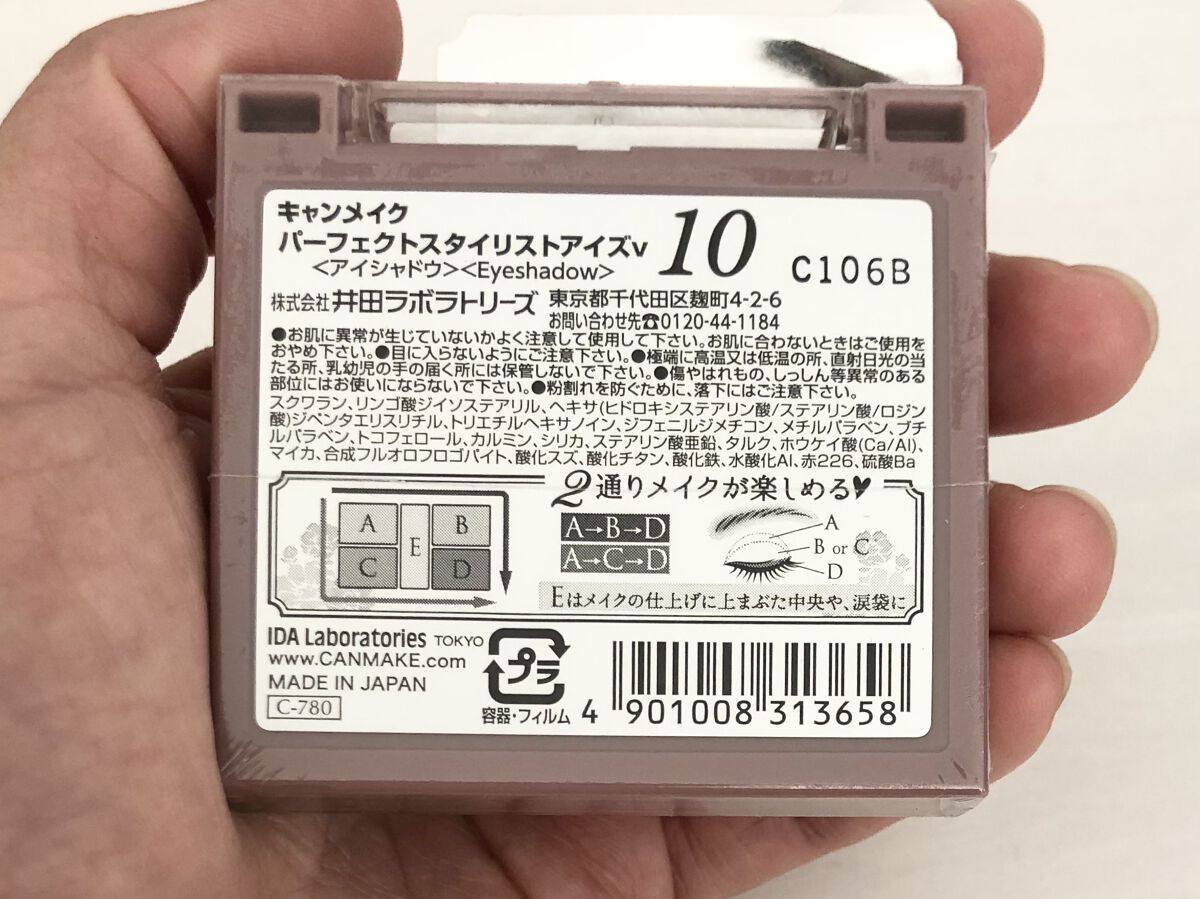 キャンメイク
パーフェクトスタイリストアイズv 10 C106B
<アイシャドウ><Eyeshadow>
株式会社 井田ラボラトリーズ 東京都千代田区麹町4-2-6
お問い合わせ先☎0120-44-1184
●お肌に異常が生じていないかよく注意して使用して下さい。お肌に合わないときはご使用を
おやめ下さい。●目に入らないようにご注意下さい。●極端に高温又は低温の所、直射日光の当
たる所、乳幼児の手の届く所には保管しないで下さい。●傷やはれもの、しっしん等異常のある
部位にはお使いにならないで下さい。●粉割れを防ぐために、落下にはご注意下さい。
スクワラン、リンゴ酸ジイソステアリル、ヘキサ(ヒドロキシステアリン酸/ステアリン酸/ロジン
酸)ジペンタエリスリチル、トリエチルヘキサノイン、ジフェニルジメチコン、メチルパラベン、ブチ
ルパラベン、トコフェロール、カルミン、シリカ、ステアリン酸亜鉛、タルク、ホウケイ酸(Ca/Al)、
マイカ、合成フルオロフロゴパイト、酸化スズ、酸化チタン、酸化鉄、水酸化Al、赤226、硫酸Ba
2通りメイクが楽しめる♥
A B
E
C D
A→B→D
A→C→D
A
B or C
D
Eはメイクの仕上げに上まぶた中央や、涙袋に
IDA Laboratories TOKYO
www.CANMAKE.com
MADE IN JAPAN
C-780
プラ
容器・フィルム
4 901008 313658